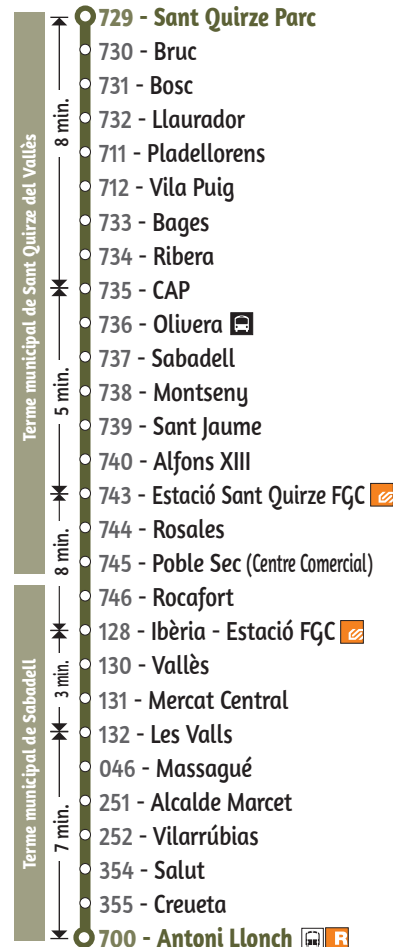 729 - Sant Quirze Parc
730 - Bruc
731 - Bosc
732 - Llaurador
711 - Pladellorens
712 - Vila Puig
733 - Bages
734 - Ribera
735 - CAP
736 - Olivera
737 - Sabadell
738 - Montseny
739 - Sant Jaume
740 - Alfons XIII
743 - Estació Sant Quirze FGC
744 - Rosales
745 - Poble Sec (Centre Comercial)
746 - Rocafort
128 - Ibèria - Estació FGC
130 - Vallès
131 - Mercat Central
132 - Les Valls
046 - Massagué
251 - Alcalde Marcet
252 - Vilarrúbias
354 - Salut
355 - Creueta
700 - Antoni Llonch R
Terme municipal de Sant Quirze del Vallès
Terme municipal de Sabadell
8 min.
5 min.
8 min.
3 min.
7 min.